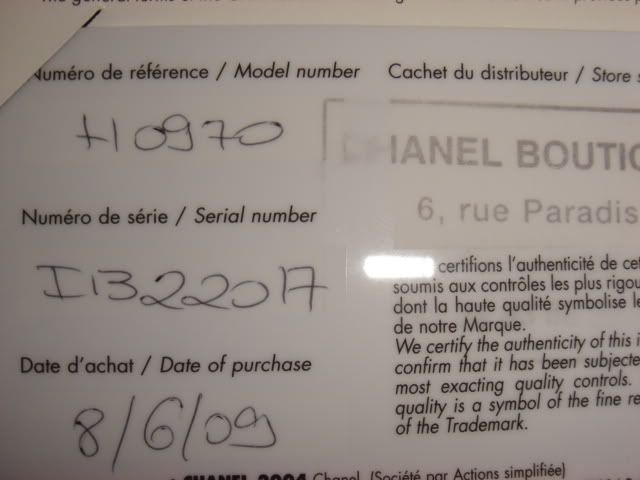 Numéro de référence / Model number
H0970
Numéro de série / Serial number
IB22017
Date d'achat / Date of purchase
8/6/09
Cachet du distributeur / Store
CHANEL BOUTIQ
6, rue Paradis
certifions l'authenticité de cet
soumis aux contrôles les plus rigou
dont la haute qualité symbolise le
de notre Marque.
We certify the authenticity of this i
confirm that it has been subjecte
most exacting quality controls.
quality is a symbol of the fine re
of the Trademark.
CHANEL 2004 Chanel, (Société par Actions simplifiée)